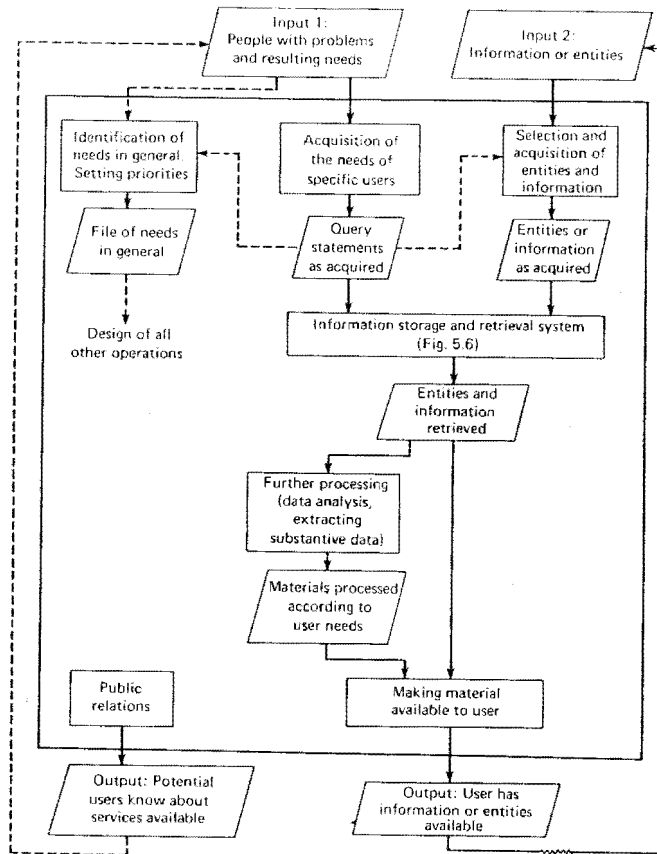 Input 1:
People with problems
and resulting needs
Input 2:
Information or entities
Identification of
needs in general.
Setting priorities
Acquisition of
the needs of
specific users
Selection and
acquisition of
entities and
information
File of needs
in general
Query
statements
as acquired
Entities or
information
as acquired
Design of all
other operations
Information storage and retrieval system
(Fig. 5.6)
Entities and
information
retrieved
Further processing
(data analysis,
extracting
substantive data)
Materials processed
according to
user needs
Public
relations
Making material
available to user
Output: Potential
users know about
services available
Output: User has
information or entities
available